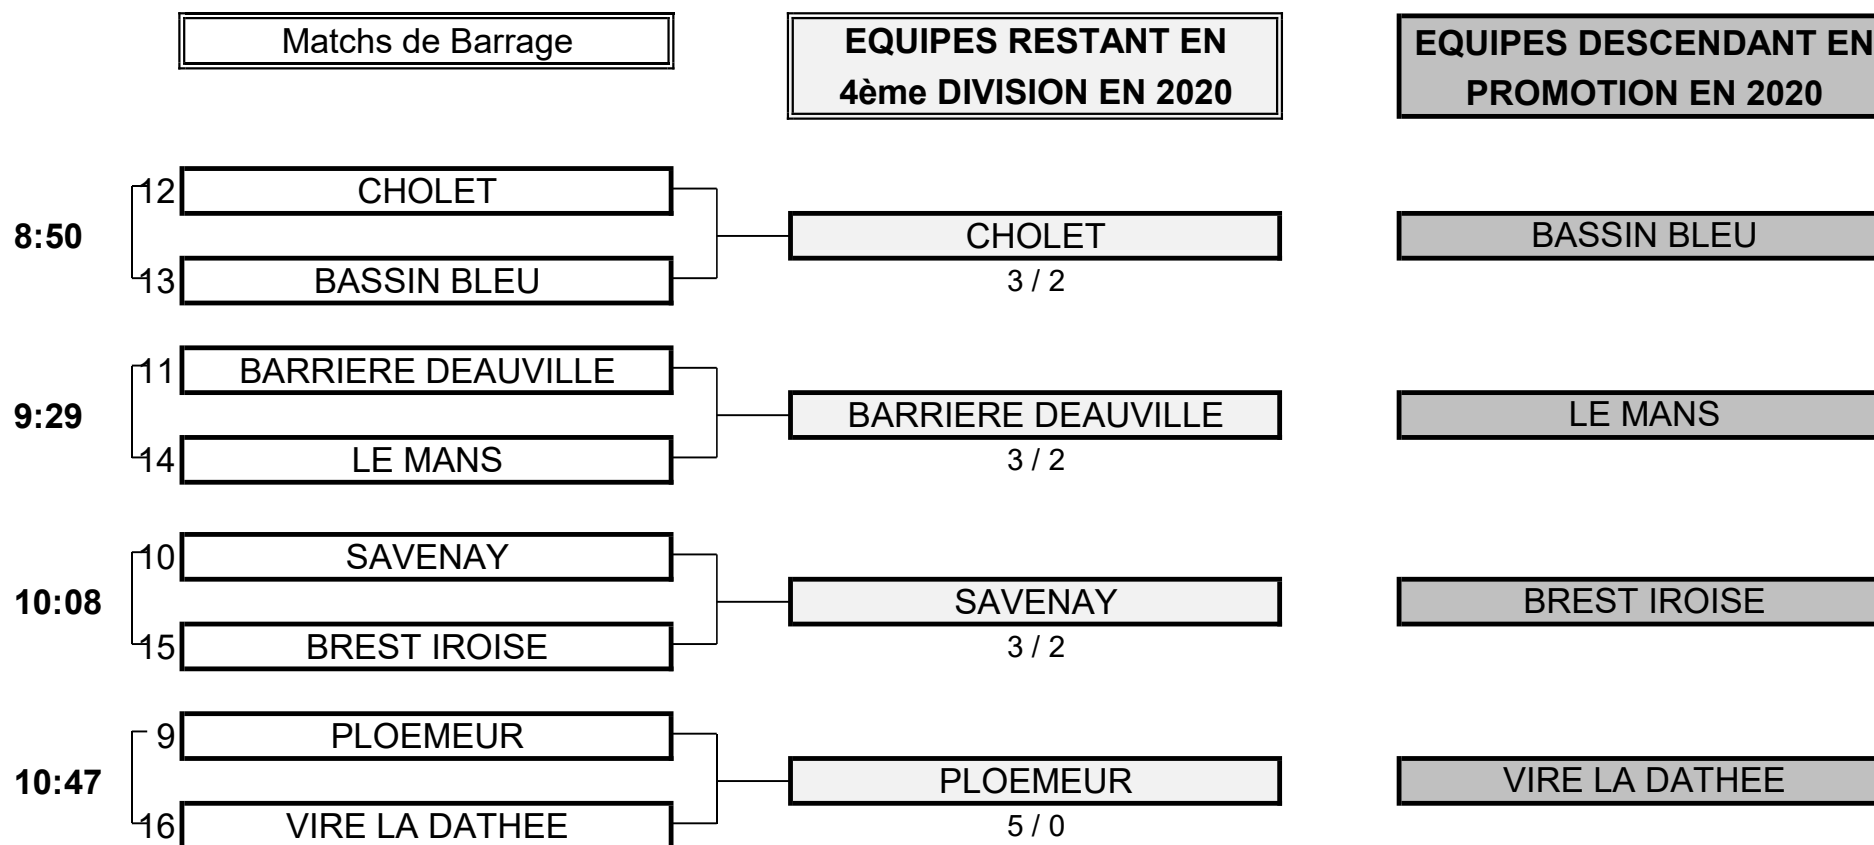 Matchs de Barrage
EQUIPES RESTANT EN
4ème DIVISION EN 2020
EQUIPES DESCENDANT EN
PROMOTION EN 2020
12 CHOLET
8:50 CHOLET BASSIN BLEU
13 BASSIN BLEU 3 / 2
11 BARRIERE DEAUVILLE
9:29 BARRIERE DEAUVILLE LE MANS
14 LE MANS 3 / 2
10 SAVENAY
10:08 SAVENAY BREST IROISE
15 BREST IROISE 3 / 2
9 PLOEMEUR
10:47 PLOEMEUR VIRE LA DATHEE
16 VIRE LA DATHEE 5 / 0